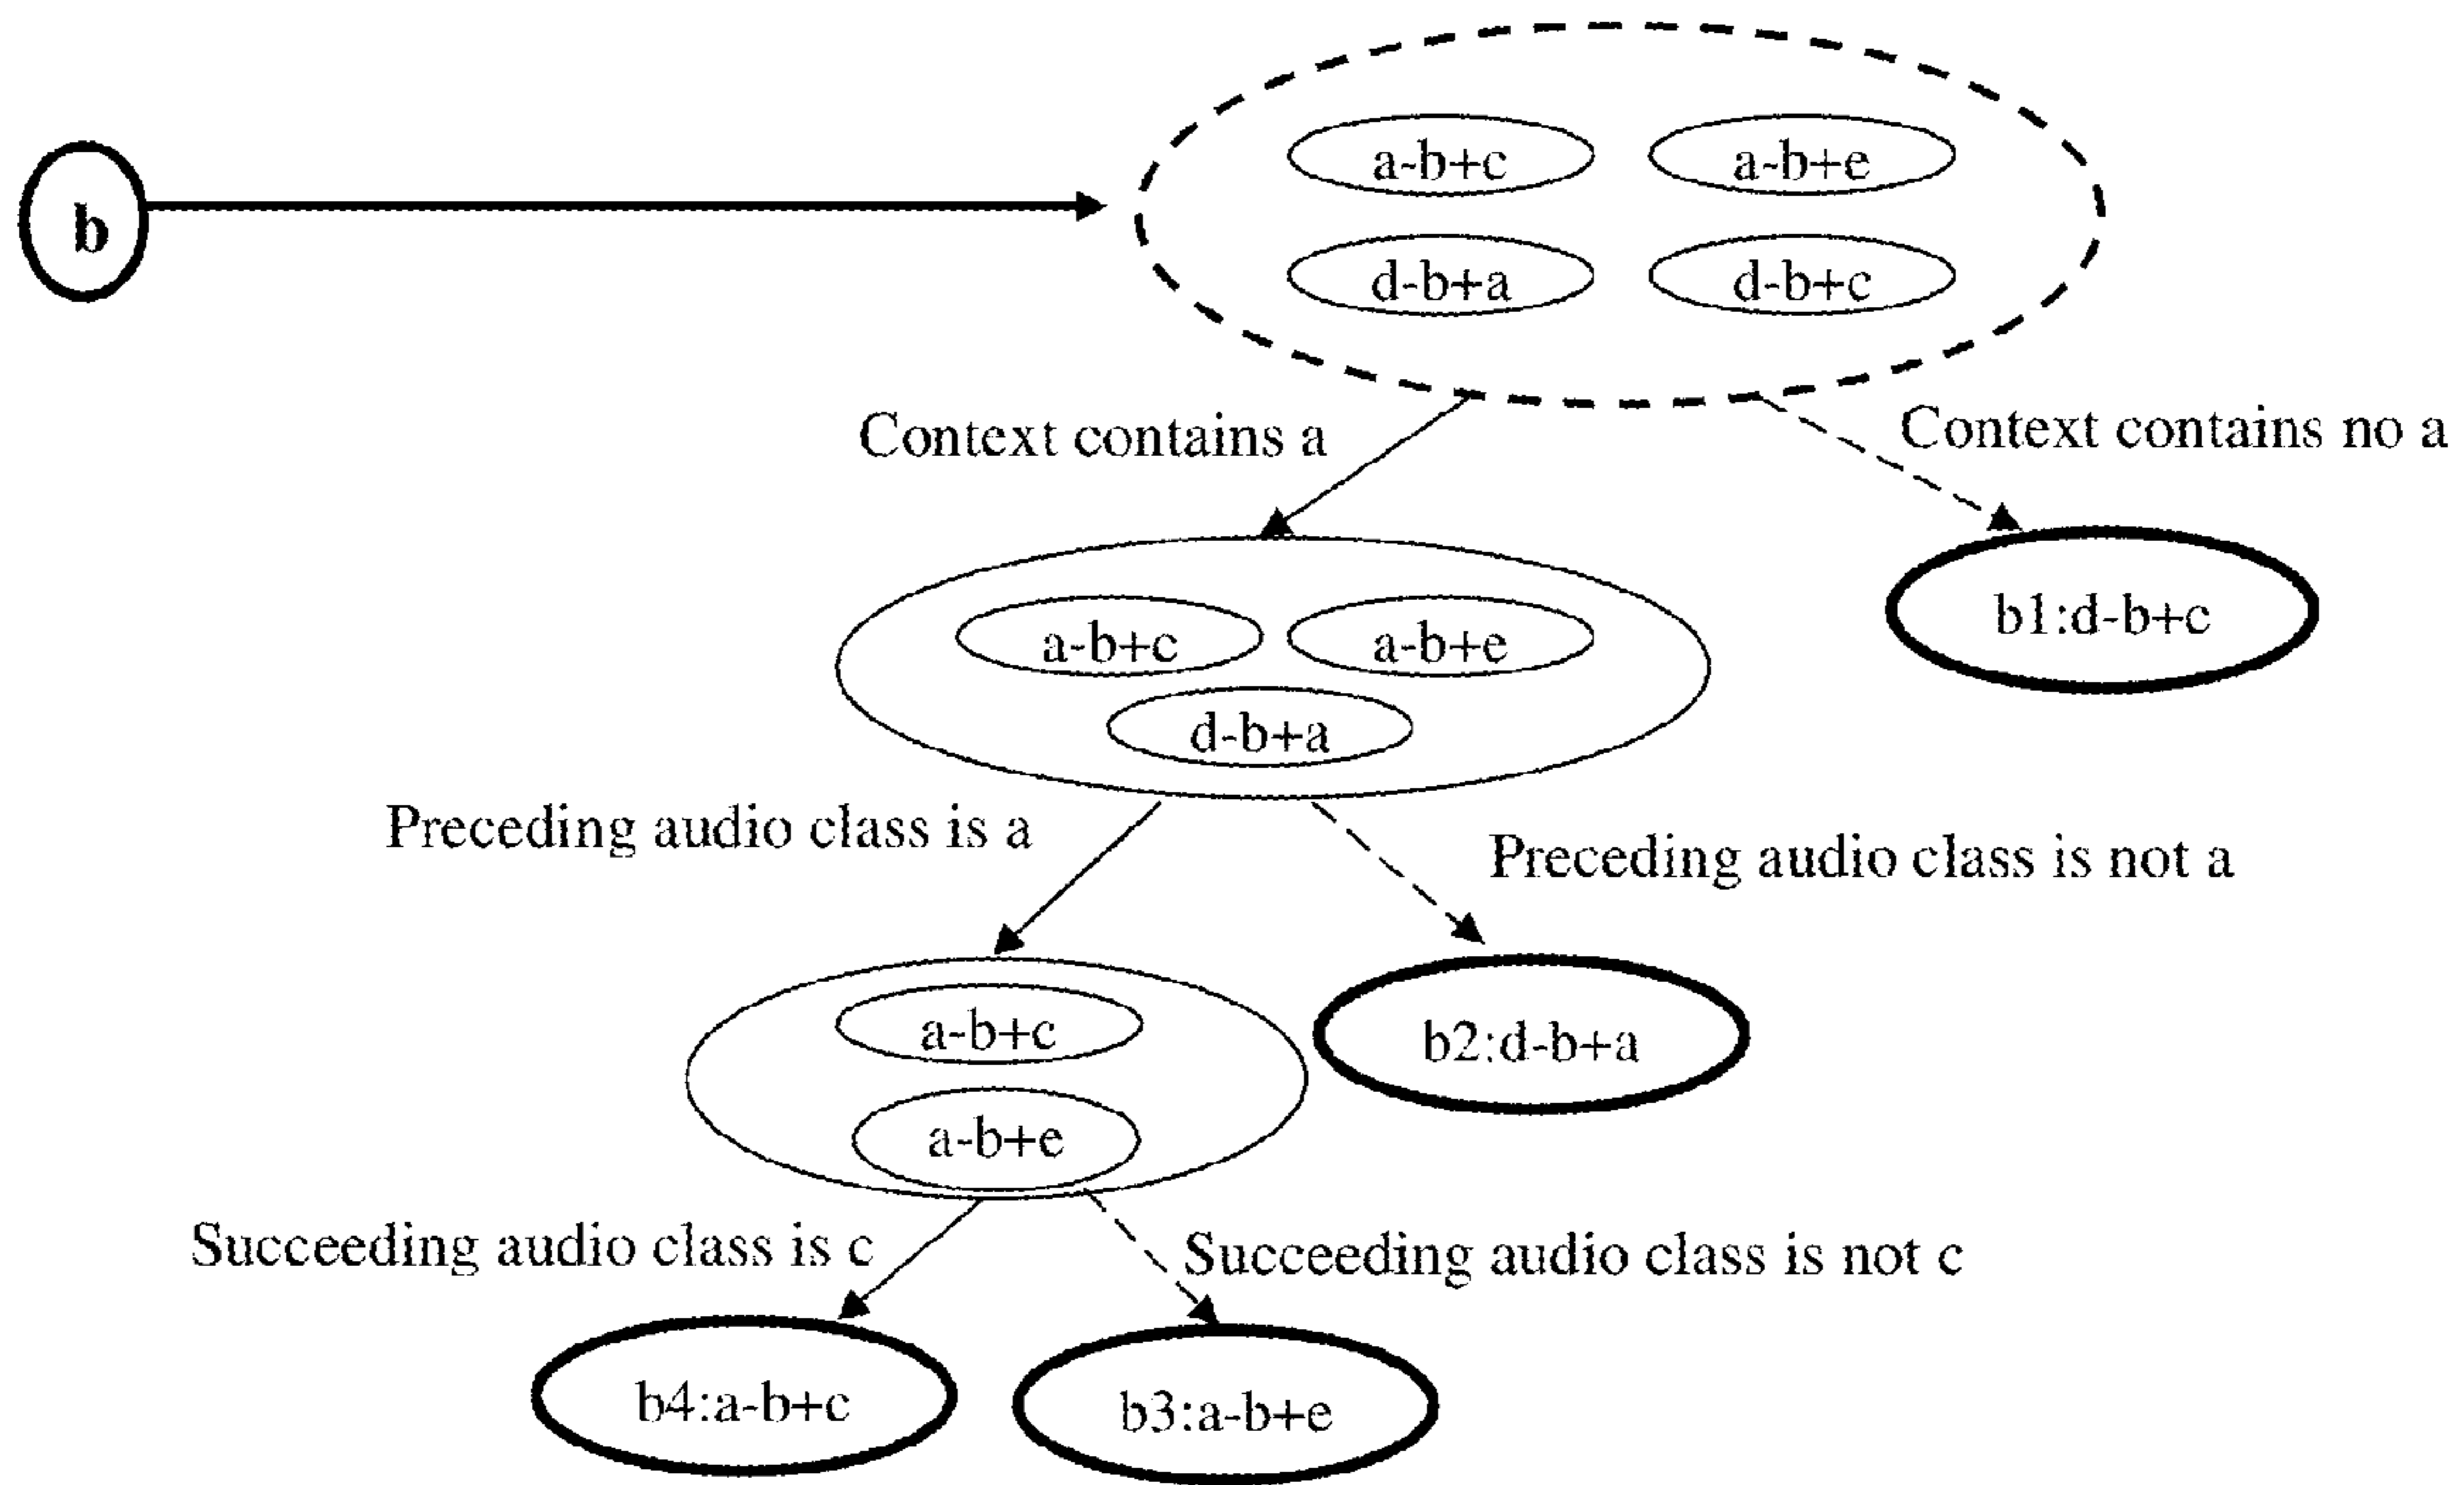 b
a-b+c
a-b+e
d-b+a
d-b+c
Context contains a
Context contains no a
a-b+c
a-b+e
d-b+a
b1:d-b+c
Preceding audio class is a
Preceding audio class is not a
a-b+c
a-b+e
b2:d-b+a
Succeeding audio class is c
Succeeding audio class is not c
b4:a-b+c
b3:a-b+e